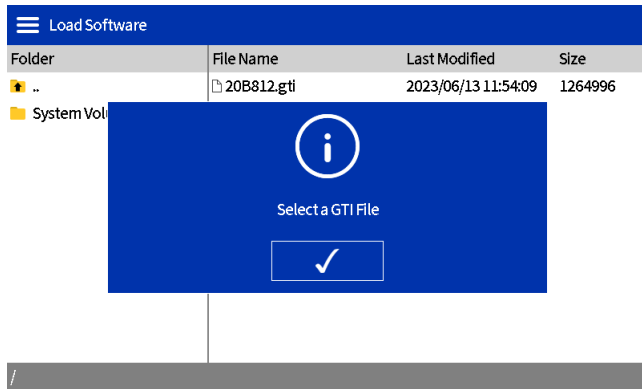 Load Software
Folder File Name Last Modified Size
.. 20B812.gti 2023/06/13 11:54:09 1264996
System
Select a GTI File
/